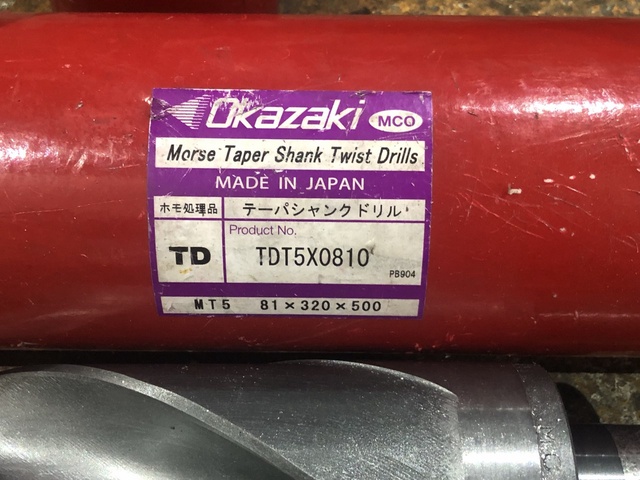 Okazaki MCO
Morse Taper Shank Twist Drills
MADE IN JAPAN
ホモ処理品 テーパシャンクドリル
Product No.
TD TDT5X0810
PB904
MT5 81×320×500